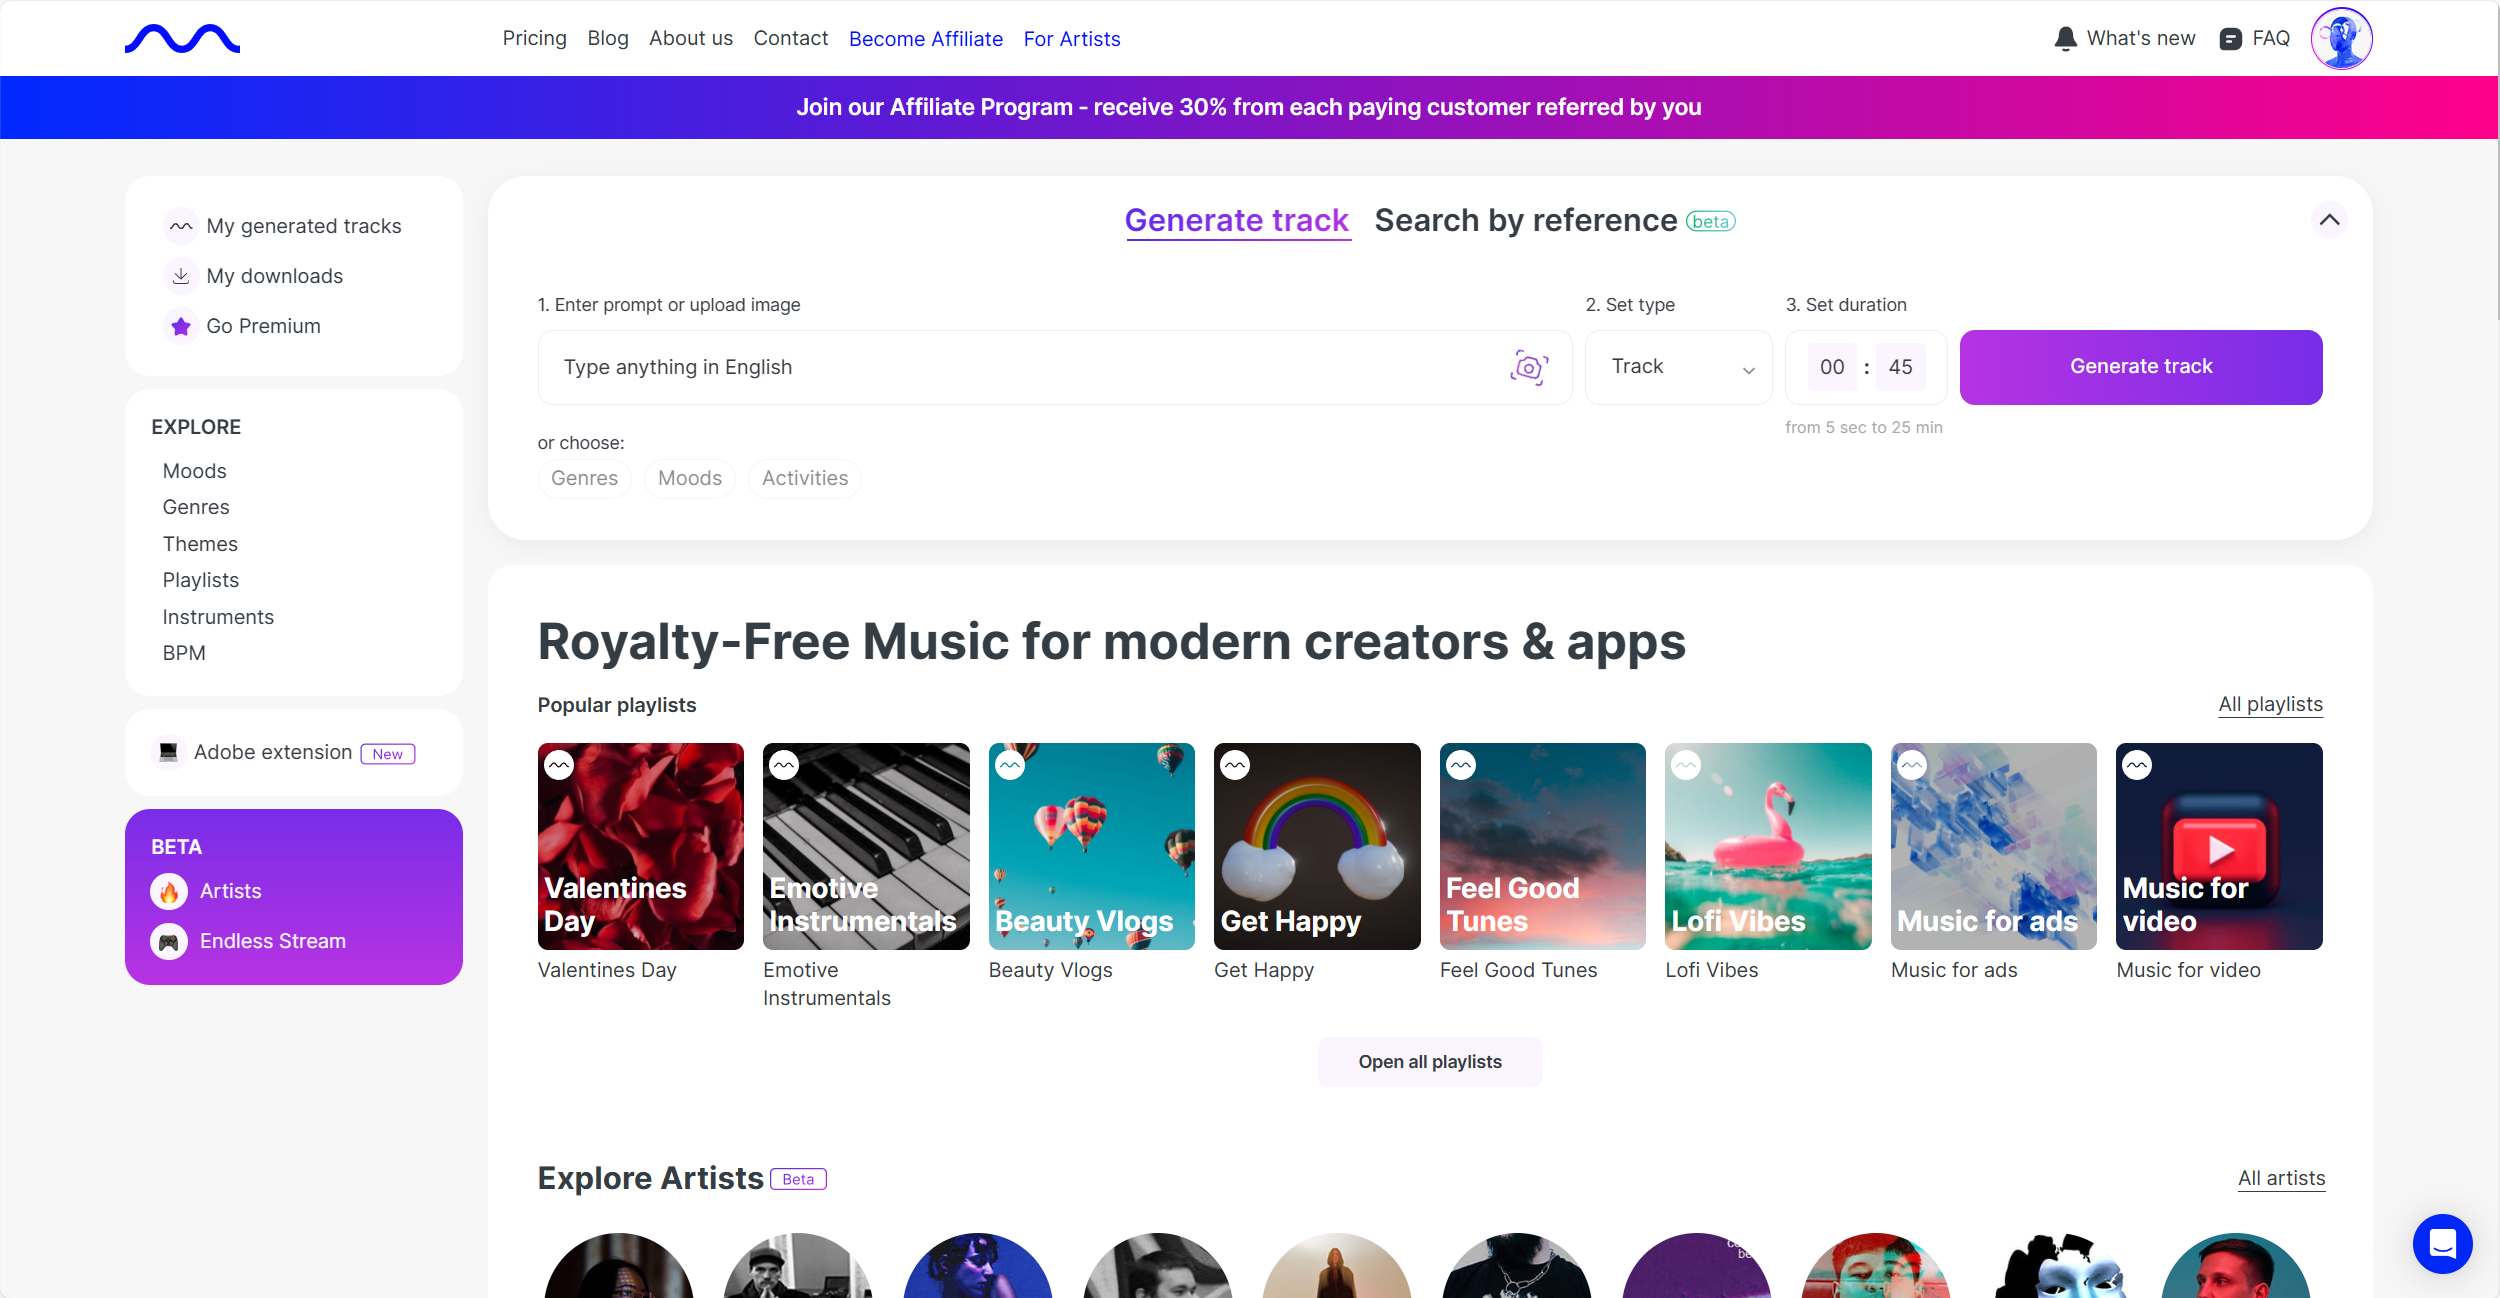 Pricing
Blog
About us
Contact
Become Affiliate
For Artists
What's new
FAQ
Join our Affiliate Program - receive 30% from each paying customer referred by you
My generated tracks
My downloads
Go Premium
EXPLORE
Moods
Genres
Themes
Playlists
Instruments
BPM
Adobe extension New
BETA
Artists
Endless Stream
Generate track
Search by reference beta
1. Enter prompt or upload image
Type anything in English
2. Set type
Track
3. Set duration
00 : 45
from 5 sec to 25 min
Generate track
or choose:
Genres
Moods
Activities
Royalty-Free Music for modern creators & apps
Popular playlists
All playlists
Valentines
Day
Emotive
Instrumentals
Beauty Vlogs
Get Happy
Feel Good
Tunes
Lofi Vibes
Music for ads
Music for
video
Valentines Day
Emotive
Instrumentals
Beauty Vlogs
Get Happy
Feel Good Tunes
Lofi Vibes
Music for ads
Music for video
Open all playlists
Explore Artists Beta
All artists